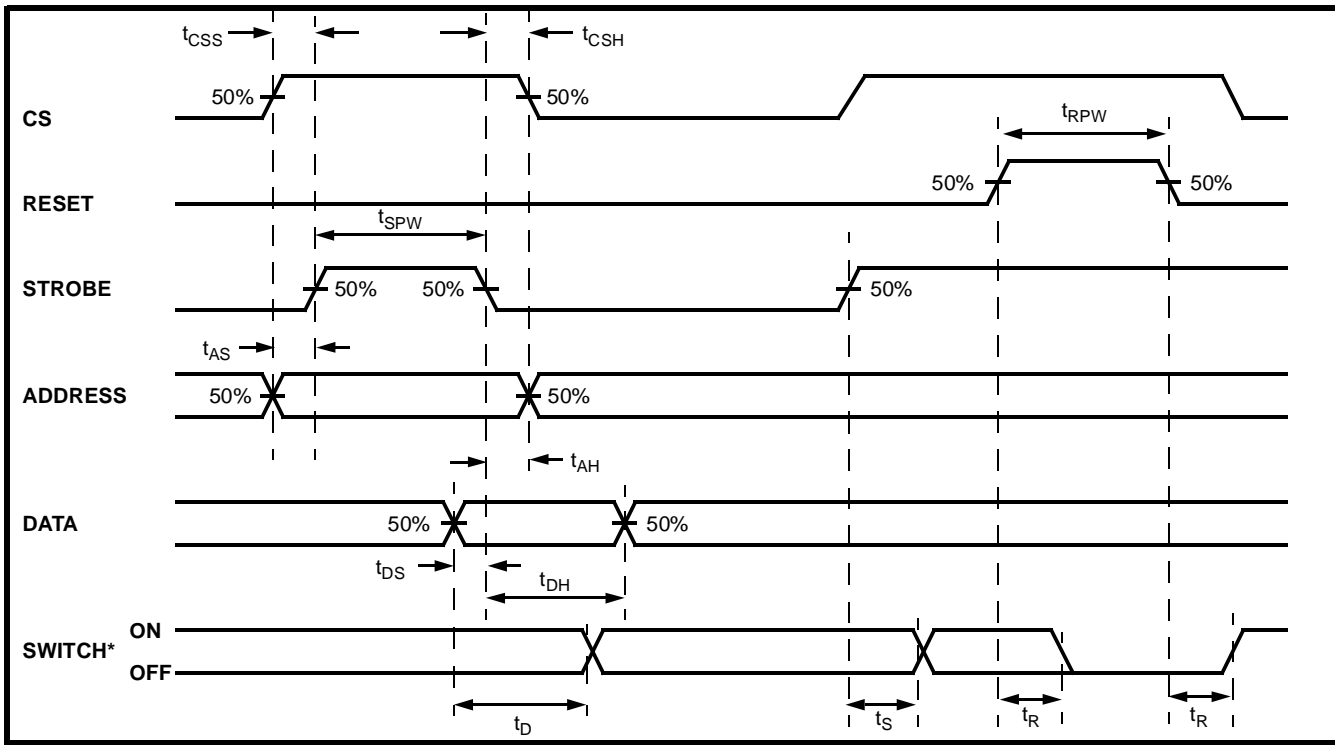 tCSS tCSH
CS 50% 50%
tRPW
RESET 50% 50%
tSPW
STROBE 50% 50% 50%
tAS
ADDRESS 50% 50%
tAH
DATA 50% 50%
tDS tDH
ON
SWITCH*
OFF
tD tS tR tR